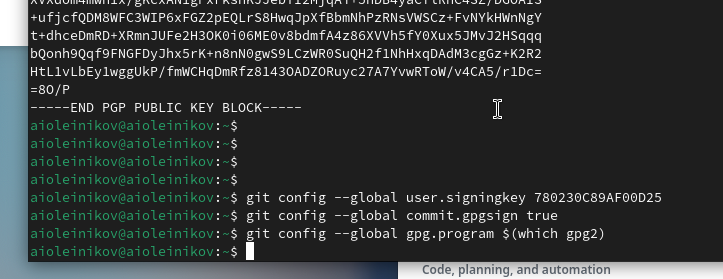 +ufjcfQDM8WFC3WIP6xFGZ2pEQLrS8HwqJpXfBbmNhPzRNsVWSCz+FvNYkHWnNgY
t+dhceDmRD+XRmnJUFe2H3OK0i06ME0v8bdmfA4z86XVVh5fY0Xux5JMvJ2HSqqq
bQonh9Qqf9FNGFDyJhx5rK+n8nN0gwS9LCzWR0SuQH2f1NhHxqDAdM3cgGz+K2R2
HtL1vLbEy1wggUkP/fmWCHqDmRfz8143OADZORuyc27A7YvwRToW/v4CA5/r1Dc=
=8O/P
-----END PGP PUBLIC KEY BLOCK-----
aioleinikov@aioleinikov:~$
aioleinikov@aioleinikov:~$
aioleinikov@aioleinikov:~$
aioleinikov@aioleinikov:~$
aioleinikov@aioleinikov:~$ git config --global user.signingkey 780230C89AF00D25
aioleinikov@aioleinikov:~$ git config --global commit.gpgsign true
aioleinikov@aioleinikov:~$ git config --global gpg.program $(which gpg2)
aioleinikov@aioleinikov:~$
Code, planning, and automation